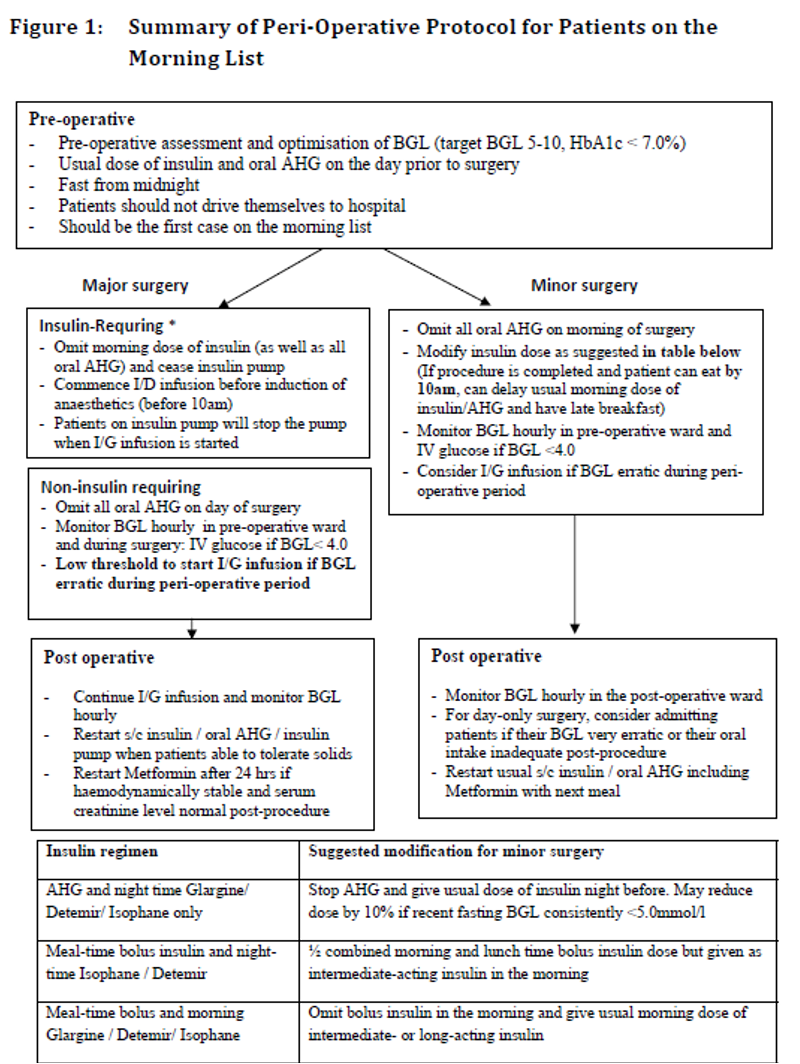 Figure 1: Summary of Peri-Operative Protocol for Patients on the
Morning List
Pre-operative
- Pre-operative assessment and optimisation of BGL (target BGL 5-10, HbA1c < 7.0%)
- Usual dose of insulin and oral AHG on the day prior to surgery
- Fast from midnight
- Patients should not drive themselves to hospital
- Should be the first case on the morning list
Major surgery
Insulin-Requring *
- Omit morning dose of insulin (as well as all
oral AHG) and cease insulin pump
- Commence I/D infusion before induction of
anaesthetics (before 10am)
- Patients on insulin pump will stop the pump
when I/G infusion is started
Non-insulin requiring
- Omit all oral AHG on day of surgery
- Monitor BGL hourly in pre-operative ward
and during surgery: IV glucose if BGL< 4.0
- Low threshold to start I/G infusion if BGL
erratic during peri-operative period
Post operative
- Continue I/G infusion and monitor BGL
hourly
- Restart s/c insulin / oral AHG / insulin
pump when patients able to tolerate solids
- Restart Metformin after 24 hrs if
haemodynamically stable and serum
creatinine level normal post-procedure
Minor surgery
- Omit all oral AHG on morning of surgery
- Modify insulin dose as suggested in table below
(If procedure is completed and patient can eat by
10am, can delay usual morning dose of
insulin/AHG and have late breakfast)
- Monitor BGL hourly in pre-operative ward and
IV glucose if BGL <4.0
- Consider I/G infusion if BGL erratic during peri-
operative period
Post operative
- Monitor BGL hourly in the post-operative ward
- For day-only surgery, consider admitting
patients if their BGL very erratic or their oral
intake inadequate post-procedure
- Restart usual s/c insulin / oral AHG including
Metformin with next meal
Insulin regimen
Suggested modification for minor surgery
AHG and night time Glargine/
Detemir/ Isophane only
Stop AHG and give usual dose of insulin night before. May reduce
dose by 10% if recent fasting BGL consistently <5.0mmol/l
Meal-time bolus insulin and night-
time Isophane / Detemir
½ combined morning and lunch time bolus insulin dose but given as
intermediate-acting insulin in the morning
Meal-time bolus and morning
Glargine / Detemir/ Isophane
Omit bolus insulin in the morning and give usual morning dose of
intermediate- or long-acting insulin